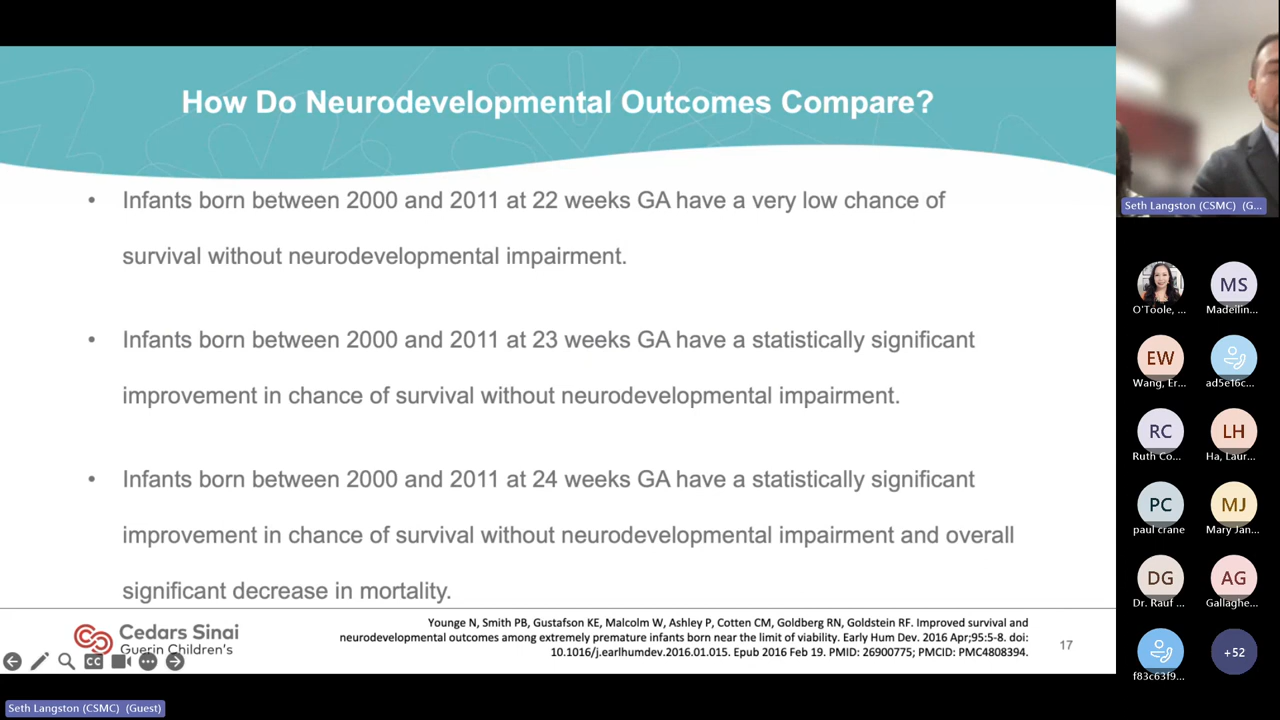 How Do Neurodevelopmental Outcomes Compare?
• Infants born between 2000 and 2011 at 22 weeks GA have a very low chance of
survival without neurodevelopmental impairment.
• Infants born between 2000 and 2011 at 23 weeks GA have a statistically significant
improvement in chance of survival without neurodevelopmental impairment.
• Infants born between 2000 and 2011 at 24 weeks GA have a statistically significant
improvement in chance of survival without neurodevelopmental impairment and overall
significant decrease in mortality.
Cedars Sinai
Guerin Children's
CC
Younge N, Smith PB, Gustafson KE, Malcolm W, Ashley P, Cotten CM, Goldberg RN, Goldstein RF. Improved survival and
neurodevelopmental outcomes among extremely premature infants born near the limit of viability. Early Hum Dev. 2016 Apr;95:5-8. doi:
10.1016/j.earlhumdev.2016.01.015. Epub 2016 Feb 19. PMID: 26900775; PMCID: PMC4808394.
17
Seth Langston (CSMC) (Guest)
Seth Langston (CSMC) (G...
O'Toole, ...
MS
Madeilin...
EW
Wang, Er...
ad5e16c...
RC
Ruth Co...
LH
Ha, Laur...
PC
paul crane
MJ
Mary Jan...
DG
Dr. Rauf ...
AG
Gallaghe...
f83c63f9...
+52